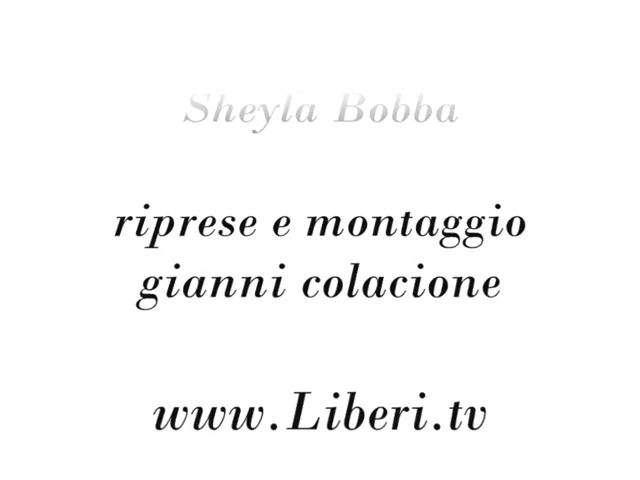 Sheyla Bobba
riprese e montaggio
gianni colacione
www.Liberi.tv